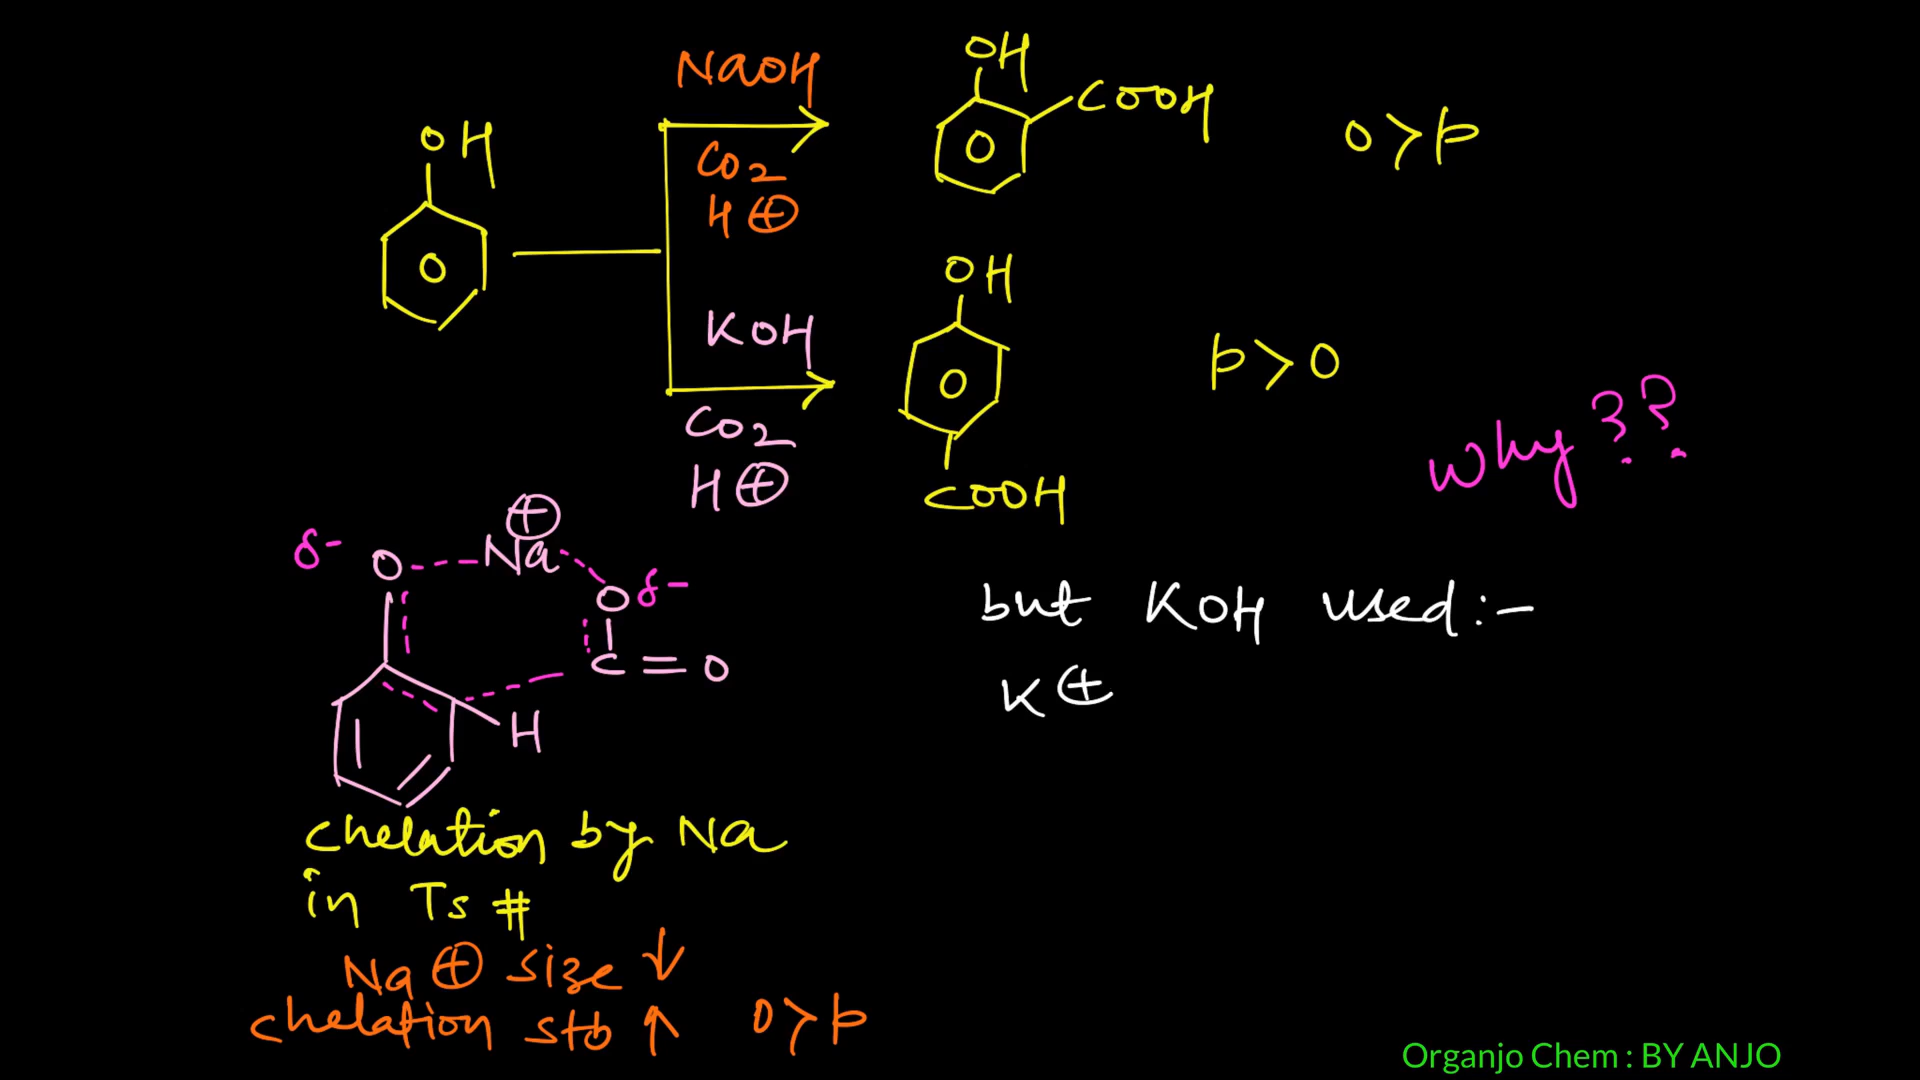 NaOH
CO2
H⊕
OH
OH
COOH
o>p
KOH
CO2
H⊕
OH
COOH
p>o
why??
δ- O Na⊕ O δ-
C=O
H
chelation by Na
in Ts #
Na⊕ size ↓
chelation stb ↑ o>p
but KOH used:-
K⊕
Organjo Chem : BY ANJO